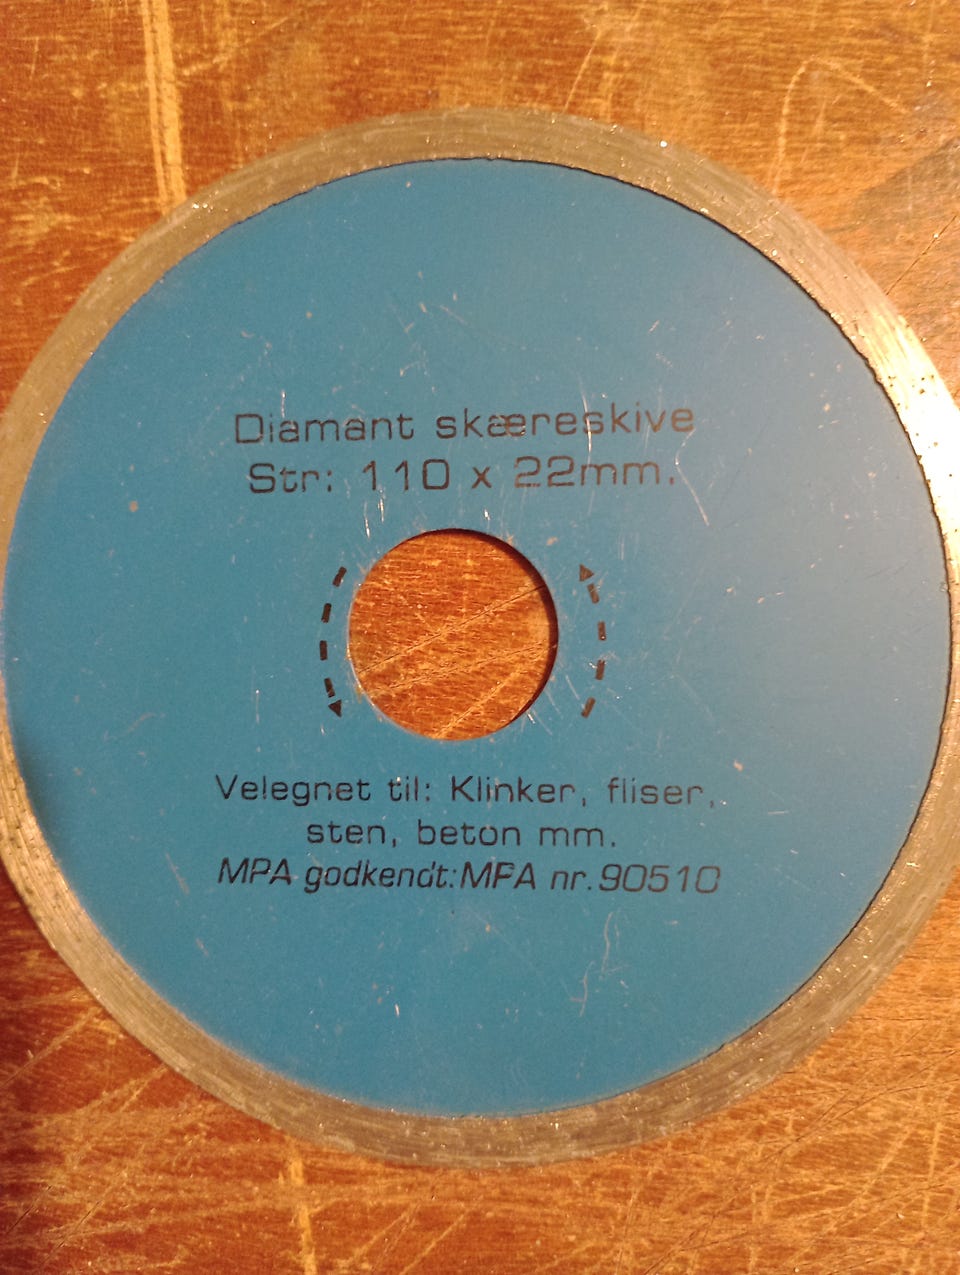 Diamant skæreskive
Str: 110 x 22mm.
Velegnet til: Klinker, fliser,
sten, beton mm.
MPA godkendt: MPA nr. 90510